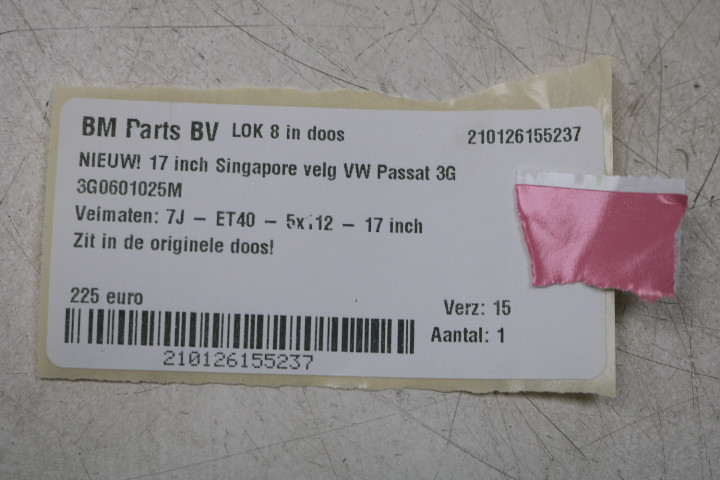 BM Parts BV LOK 8 in doos 210126155237
NIEUW! 17 inch Singapore velg VW Passat 3G
3G0601025M
Velmaten: 7J - ET40 - 5x112 - 17 inch
Zit in de originele doos!
225 euro
Verz: 15
Aantal: 1
210126155237